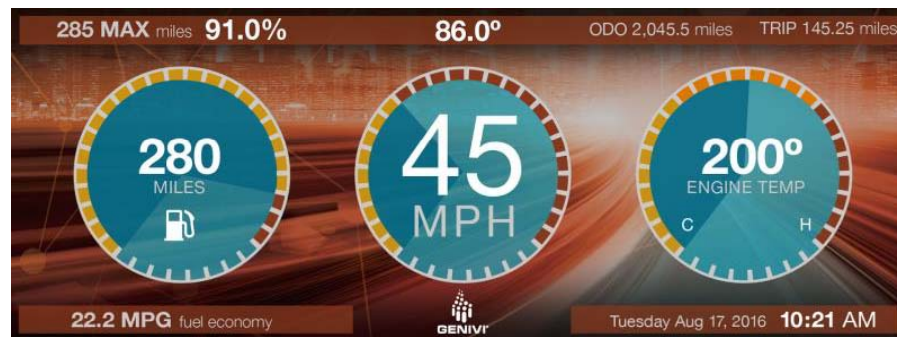 285 MAX miles 91.0%
86.0º
ODO 2,045.5 miles
TRIP 145.25 miles
280
MILES
45
MPH
200º
ENGINE TEMP
C H
22.2 MPG fuel economy
GENIVI
Tuesday Aug 17, 2016 10:21 AM